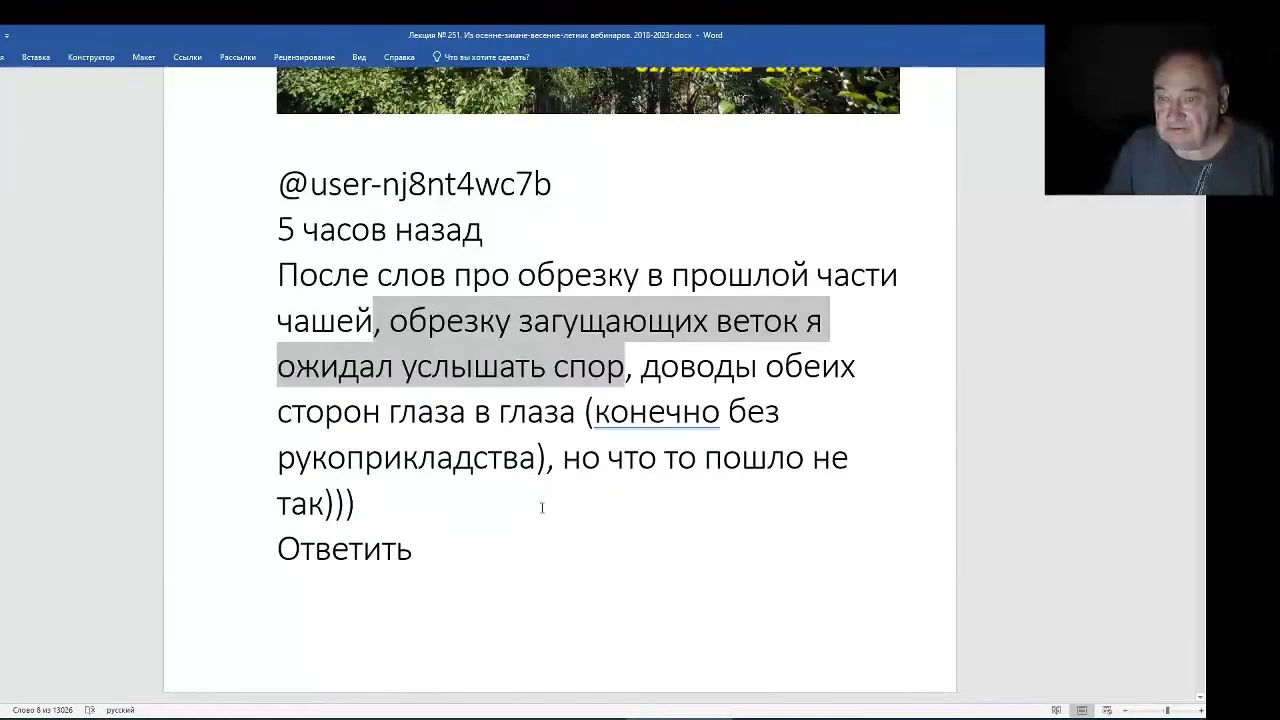 Лекция № 251. Из осенне-зимне-весенне-летних вебинаров. 2018-2023г.docx - Word
Вставка Конструктор Макет Ссылки Рассылки Рецензирование Вид Справка Что вы хотите сделать?
@user-nj8nt4wc7b
5 часов назад
После слов про обрезку в прошлой части
чашей, обрезку загущающих веток я
ожидал услышать спор, доводы обеих
сторон глаза в глаза (конечно без
рукоприкладства), но что то пошло не
так)))
Ответить
Слово 8 из 13026 русский